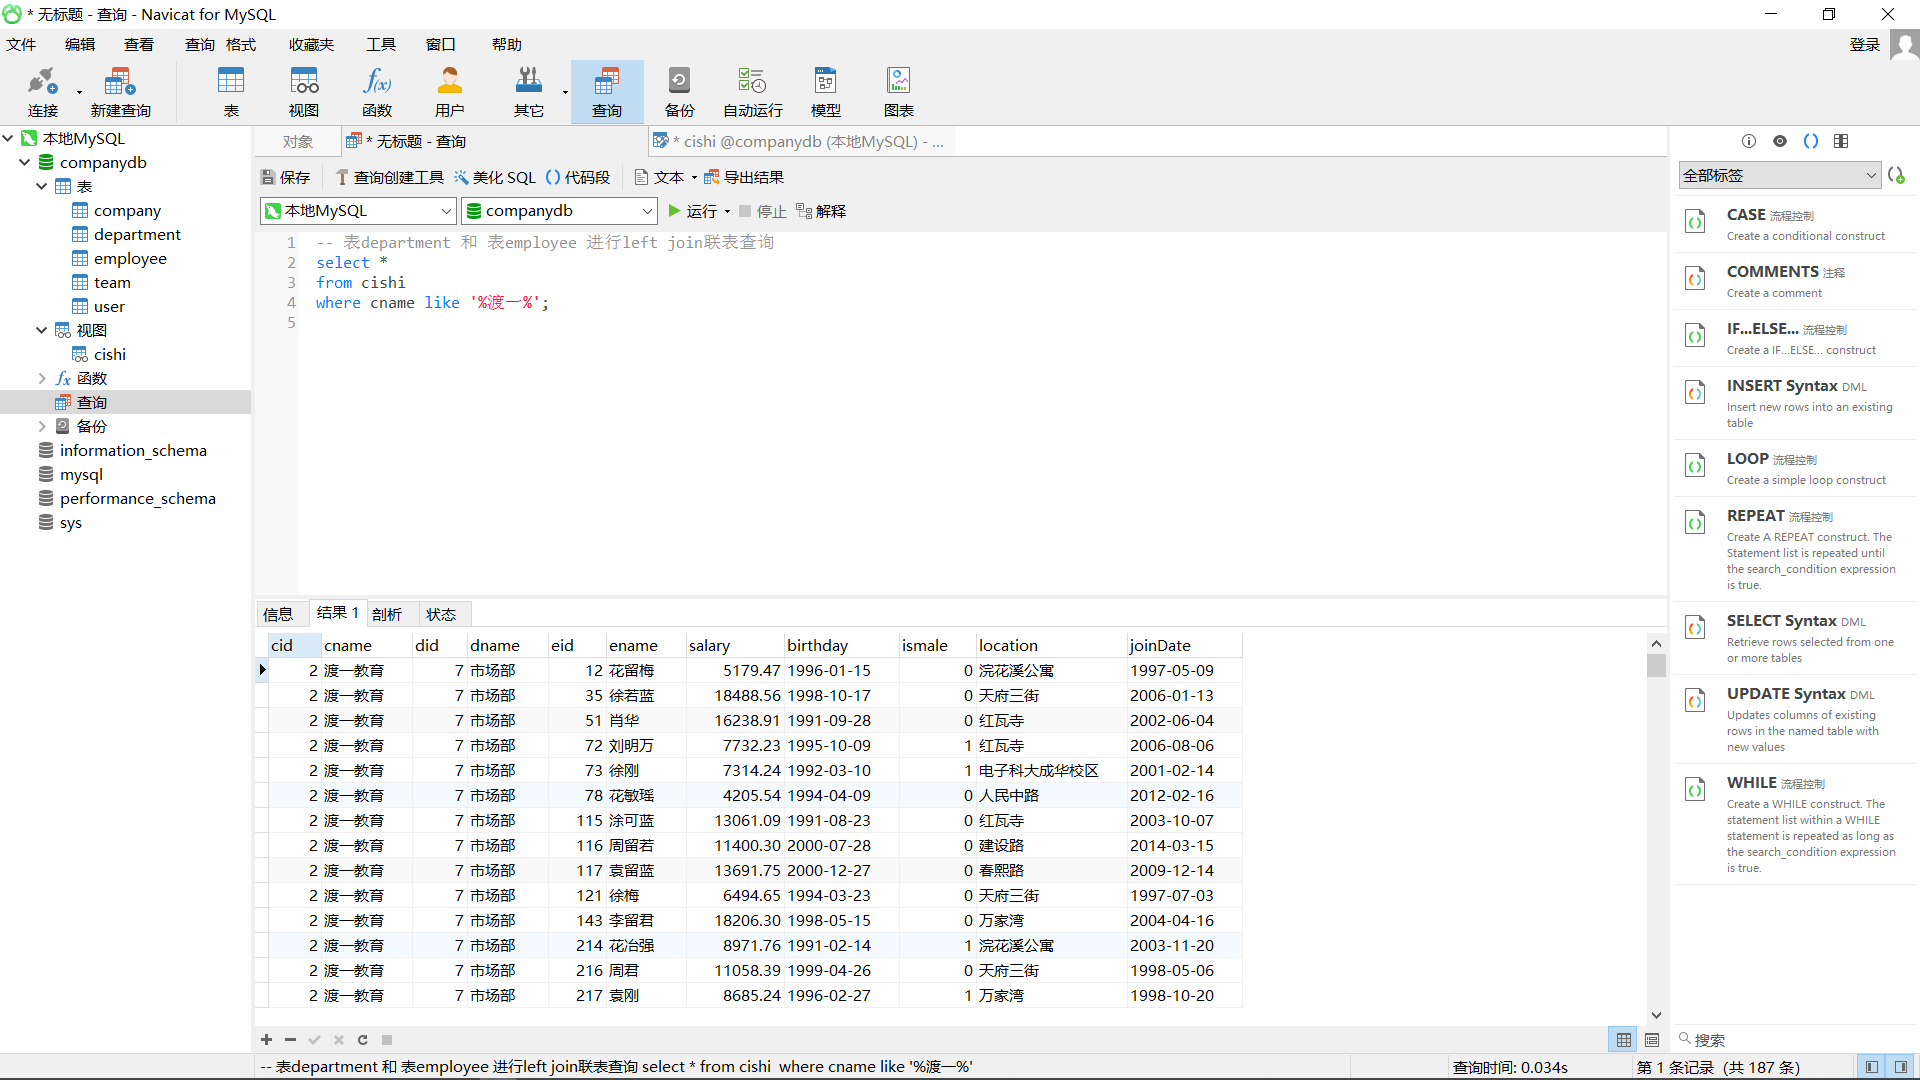 * 无标题 - 查询 - Navicat for MySQL
文件 编辑 查看 查询 格式 收藏夹 工具 窗口 帮助 登录
连接 新建查询 表 视图 函数 用户 其它 查询 备份 自动运行 模型 图表
本地MySQL
companydb
表
company
department
employee
team
user
视图
cishi
函数
查询
备份
information_schema
mysql
performance_schema
sys
对象 * 无标题 - 查询 * cishi @companydb (本地MySQL) - ...
保存 查询创建工具 美化 SQL 代码段 文本 导出结果
本地MySQL companydb 运行 停止 解释
1 -- 表department 和 表employee 进行left join联表查询
2 select *
3 from cishi
4 where cname like '%渡一%';
5
信息 结果 1 剖析 状态
cid cname did dname eid ename salary birthday ismale location joinDate
2 渡一教育 7 市场部 12 花留梅 5179.47 1996-01-15 0 浣花溪公寓 1997-05-09
2 渡一教育 7 市场部 35 徐若蓝 18488.56 1998-10-17 0 天府三街 2006-01-13
2 渡一教育 7 市场部 51 肖华 16238.91 1991-09-28 0 红瓦寺 2002-06-04
2 渡一教育 7 市场部 72 刘明万 7732.23 1995-10-09 1 红瓦寺 2006-08-06
2 渡一教育 7 市场部 73 徐刚 7314.24 1992-03-10 1 电子科大成华校区 2001-02-14
2 渡一教育 7 市场部 78 花敏瑶 4205.54 1994-04-09 0 人民中路 2012-02-16
2 渡一教育 7 市场部 115 涂可蓝 13061.09 1991-08-23 0 红瓦寺 2003-10-07
2 渡一教育 7 市场部 116 周留若 11400.30 2000-07-28 0 建设路 2014-03-15
2 渡一教育 7 市场部 117 袁留蓝 13691.75 2000-12-27 0 春熙路 2009-12-14
2 渡一教育 7 市场部 121 徐梅 6494.65 1994-03-23 0 天府三街 1997-07-03
2 渡一教育 7 市场部 143 李留君 18206.30 1998-05-15 0 万家湾 2004-04-16
2 渡一教育 7 市场部 214 花冶强 8971.76 1991-02-14 1 浣花溪公寓 2003-11-20
2 渡一教育 7 市场部 216 周君 11058.39 1999-04-26 0 天府三街 1998-05-06
2 渡一教育 7 市场部 217 袁刚 8685.24 1996-02-27 1 万家湾 1998-10-20
全部标签
CASE 流程控制
Create a conditional construct
COMMENTS 注释
Create a comment
IF...ELSE... 流程控制
Create a IF...ELSE... construct
INSERT Syntax DML
Insert new rows into an existing
table
LOOP 流程控制
Create a simple loop construct
REPEAT 流程控制
Create A REPEAT construct. The
Statement list is repeated until
the search_condition expression
is true.
SELECT Syntax DML
Retrieve rows selected from one
or more tables
UPDATE Syntax DML
Updates columns of existing
rows in the named table with
new values
WHILE 流程控制
Create a WHILE construct. The
statement list within a WHILE
statement is repeated as long as
the search_condition expression
is true.
搜索
-- 表department 和 表employee 进行left join联表查询 select * from cishi where cname like '%渡一%' 查询时间: 0.034s 第 1 条记录 (共 187 条)